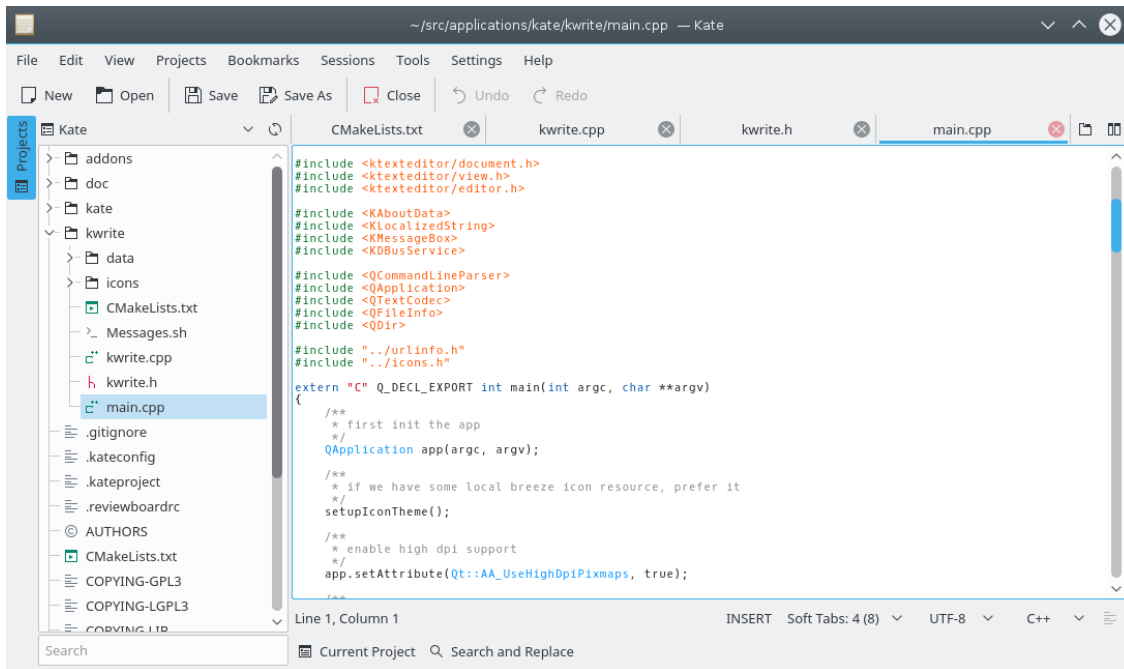 ~/src/applications/kate/kwrite/main.cpp — Kate
File Edit View Projects Bookmarks Sessions Tools Settings Help
New Open Save Save As Close Undo Redo
Projects
Kate
addons
doc
kate
kwrite
data
icons
CMakeLists.txt
Messages.sh
kwrite.cpp
kwrite.h
main.cpp
.gitignore
.kateconfig
.kateproject
.reviewboardrc
AUTHORS
CMakeLists.txt
COPYING-GPL3
COPYING-LGPL3
COPYING.LIB
Search
CMakeLists.txt kwrite.cpp kwrite.h main.cpp
#include <ktexteditor/document.h>
#include <ktexteditor/view.h>
#include <ktexteditor/editor.h>
#include <KAboutData>
#include <KLocalizedString>
#include <KMessageBox>
#include <KDBusService>
#include <QCommandLineParser>
#include <QApplication>
#include <QTextCodec>
#include <QFileInfo>
#include <QDir>
#include "../urlinfo.h"
#include "../icons.h"
extern "C" Q_DECL_EXPORT int main(int argc, char **argv)
{
    /**
     * first init the app
     */
    QApplication app(argc, argv);
    /**
     * if we have some local breeze icon resource, prefer it
     */
    setupIconTheme();
    /**
     * enable high dpi support
     */
    app.setAttribute(Qt::AA_UseHighDpiPixmaps, true);
    /**
Line 1, Column 1 INSERT Soft Tabs: 4 (8) UTF-8 C++
Current Project Search and Replace